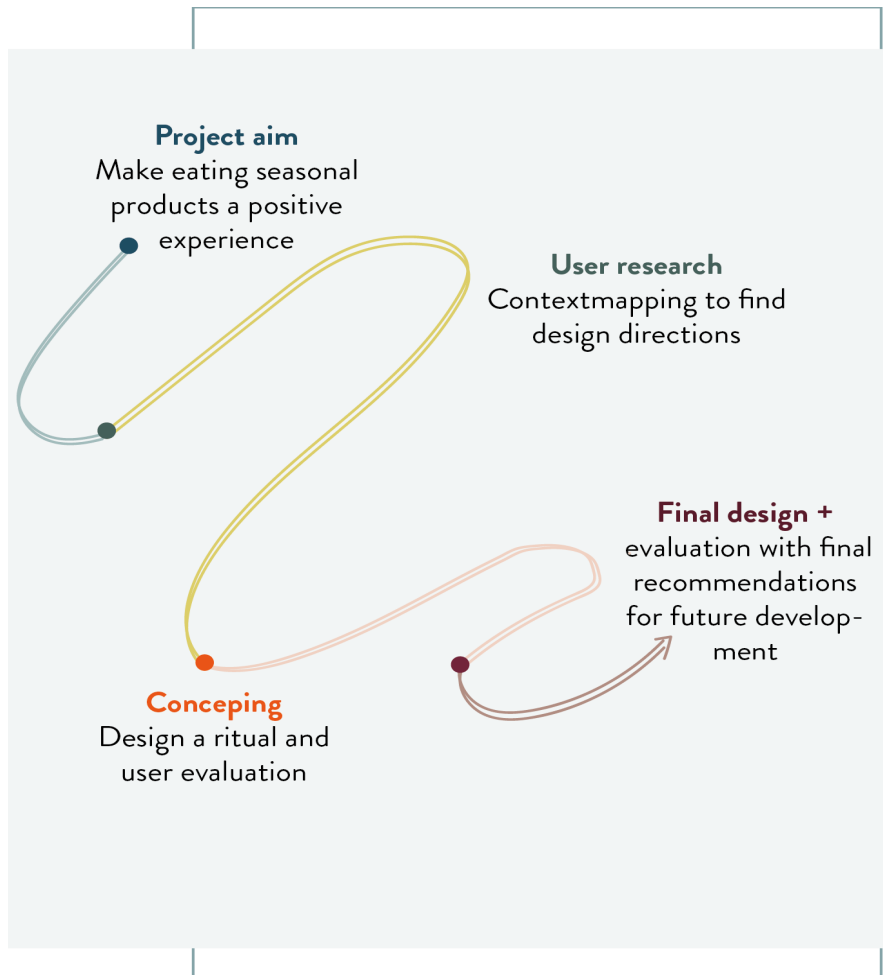 Project aim
Make eating seasonal
products a positive
experience
User research
Contextmapping to find
design directions
Final design +
evaluation with final
recommendations
for future develop-
ment
Conceping
Design a ritual and
user evaluation